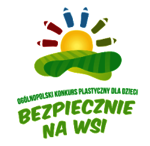 OGÓLNOPOLSKI KONKURS PLASTYCZNY DLA DZIECI
BEZPIECZNIE
NA WSI